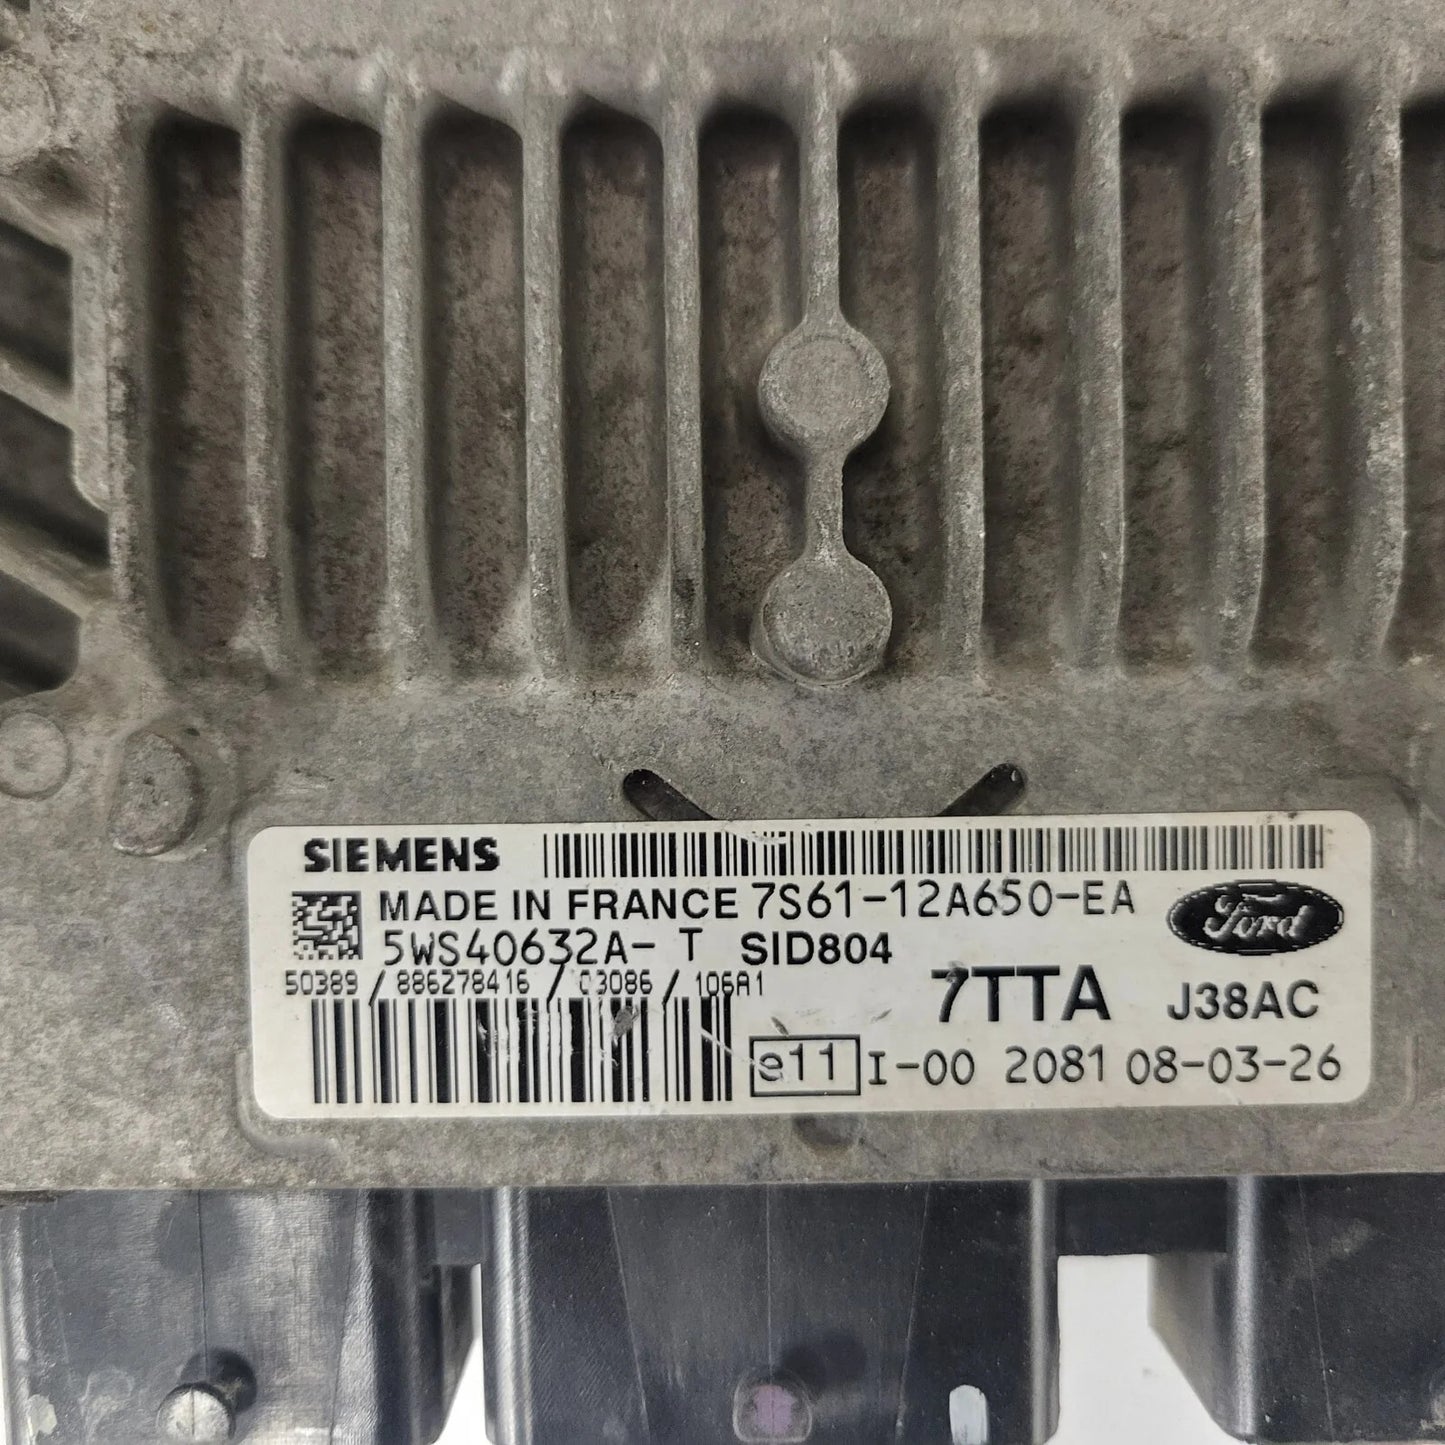 SIEMENS
MADE IN FRANCE 7S61-12A650-EA
5WS40632A- T SID804
Ford
50389 / 886278416 / 03086 / 106A1
7TTA J38AC
e11 I-00 2081 08-03-26